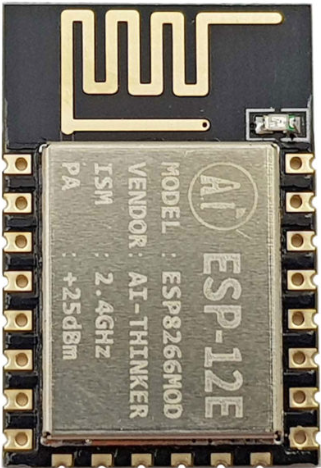 Ai
ESP-12E
MODEL : ESP8266MOD
VENDOR: AI-THINKER
ISM : 2.4GHz
PA : +25dBm